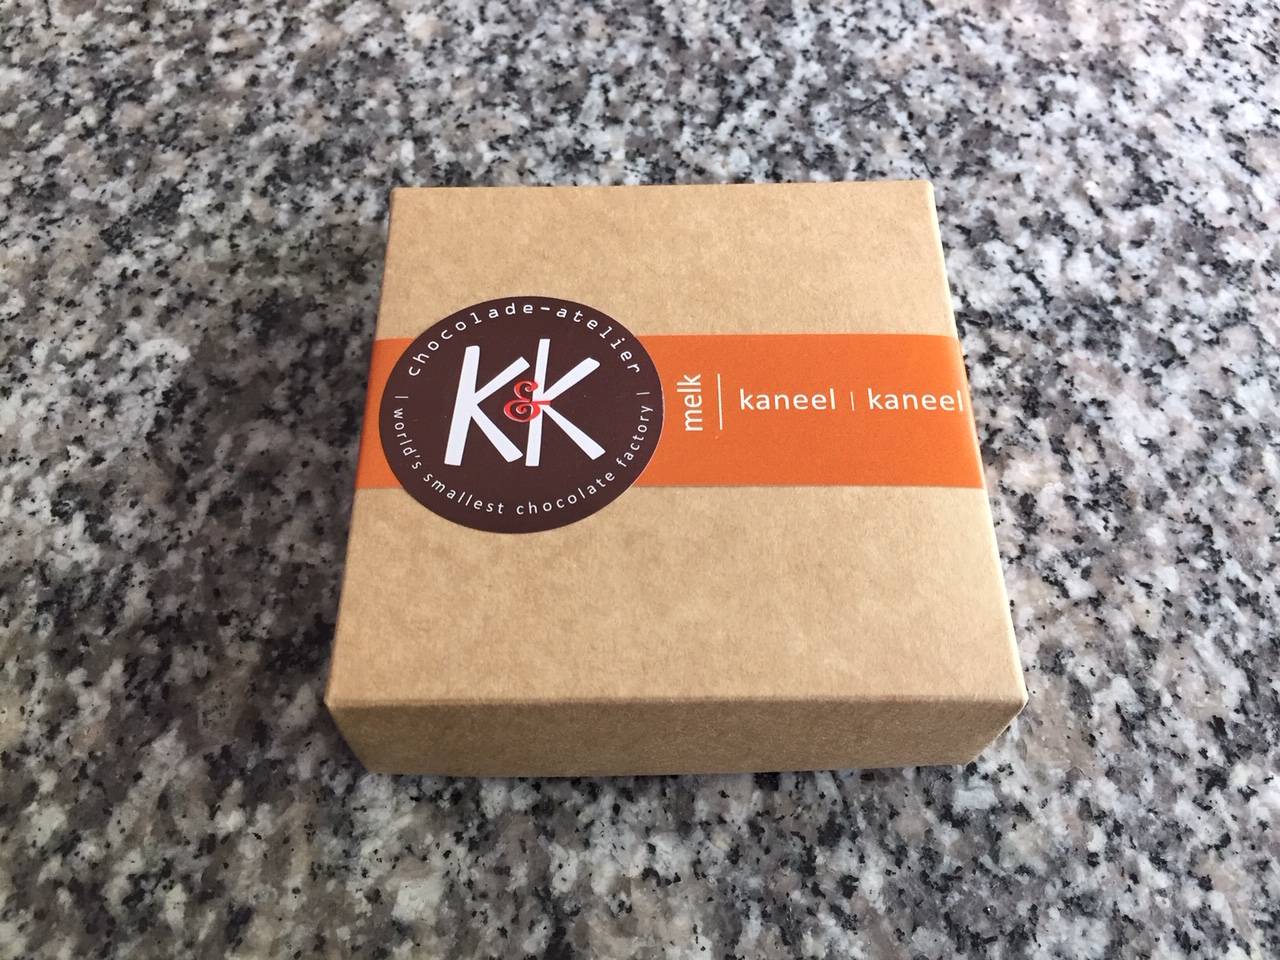 chocolade-atelier
K&K
| world's smallest chocolate factory |
melk
kaneel | kaneel